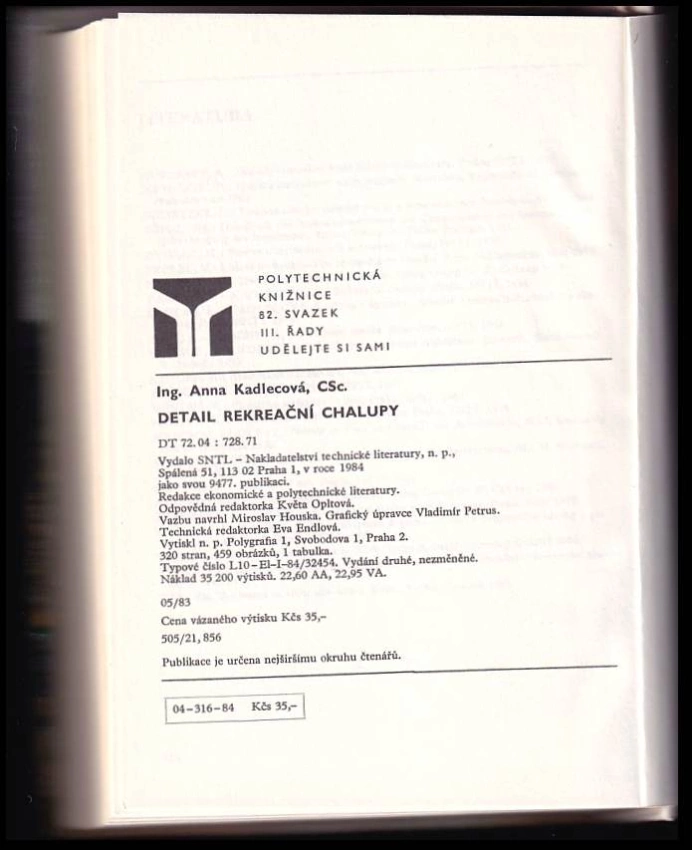 POLYTECHNICKÁ
KNIŽNICE
82. SVAZEK
III. ŘADY
UDĚLEJTE SI SAMI
Ing. Anna Kadlecová, CSc.
DETAIL REKREAČNÍ CHALUPY
DT 72.04 : 728.71
Vydalo SNTL – Nakladatelství technické literatury, n. p.,
Spálená 51, 113 02 Praha 1, v roce 1984
jako svou 9477. publikaci.
Redakce ekonomické a polytechnické literatury.
Odpovědná redaktorka Květa Opltová.
Vazbu navrhl Miroslav Houska. Grafický úpravce Vladimír Petrus.
Technická redaktorka Eva Endlová.
Vytiskl n. p. Polygrafia 1, Svobodova 1, Praha 2.
320 stran, 459 obrázků, 1 tabulka.
Typové číslo L10–El–I–84/32454. Vydání druhé, nezměněné.
Náklad 35 200 výtisků. 22,60 AA, 22,95 VA.
05/83
Cena vázaného výtisku Kčs 35,–
505/21, 856
Publikace je určena nejširšímu okruhu čtenářů.
04–316–84 Kčs 35,–